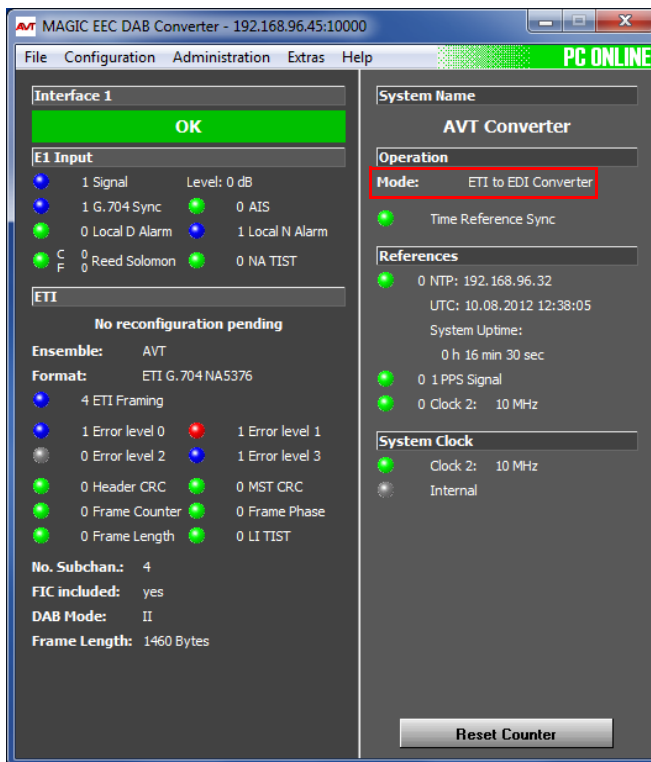 AVT MAGIC EEC DAB Converter - 192.168.96.45:10000
File Configuration Administration Extras Help PC ONLINE
Interface 1
OK
E1 Input
1 Signal Level: 0 dB
1 G.704 Sync 0 AIS
0 Local D Alarm 1 Local N Alarm
C 0
F 0 Reed Solomon 0 NA TIST
ETI
No reconfiguration pending
Ensemble: AVT
Format: ETI G.704 NA5376
4 ETI Framing
1 Error level 0 1 Error level 1
0 Error level 2 1 Error level 3
0 Header CRC 0 MST CRC
0 Frame Counter 0 Frame Phase
0 Frame Length 0 LI TIST
No. Subchan.: 4
FIC included: yes
DAB Mode: II
Frame Length: 1460 Bytes
System Name
AVT Converter
Operation
Mode: ETI to EDI Converter
Time Reference Sync
References
0 NTP: 192.168.96.32
UTC: 10.08.2012 12:38:05
System Uptime:
0 h 16 min 30 sec
0 1 PPS Signal
0 Clock 2: 10 MHz
System Clock
Clock 2: 10 MHz
Internal
Reset Counter